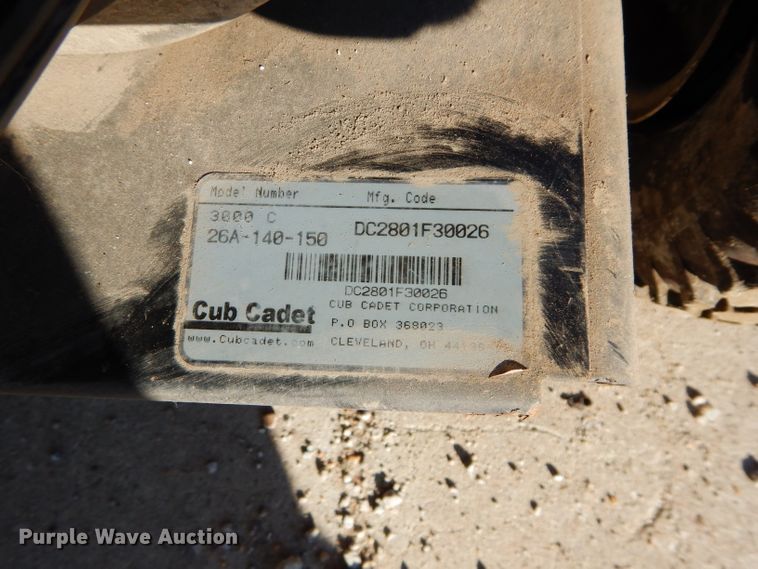 Model Number Mfg. Code
3000 C
26A-140-150 DC2801F30026
DC2801F30026
Cub Cadet
www.Cubcadet.com
CUB CADET CORPORATION
P.O BOX 368023
CLEVELAND, OH
Purple Wave Auction®